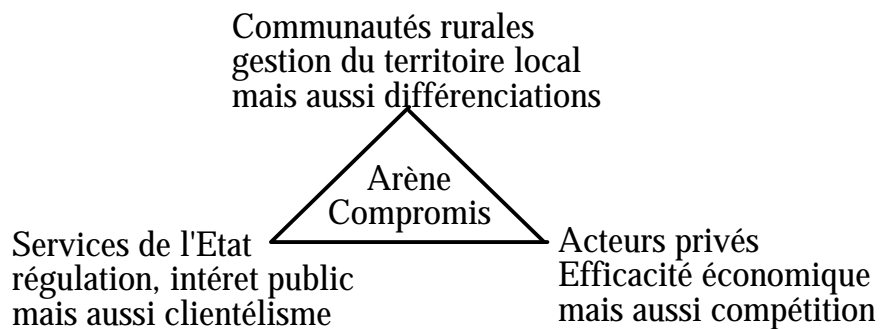 Communautés rurales
gestion du territoire local
mais aussi différenciations
Arène
Compromis
Services de l'Etat
régulation, intéret public
mais aussi clientélisme
Acteurs privés
Efficacité économique
mais aussi compétition